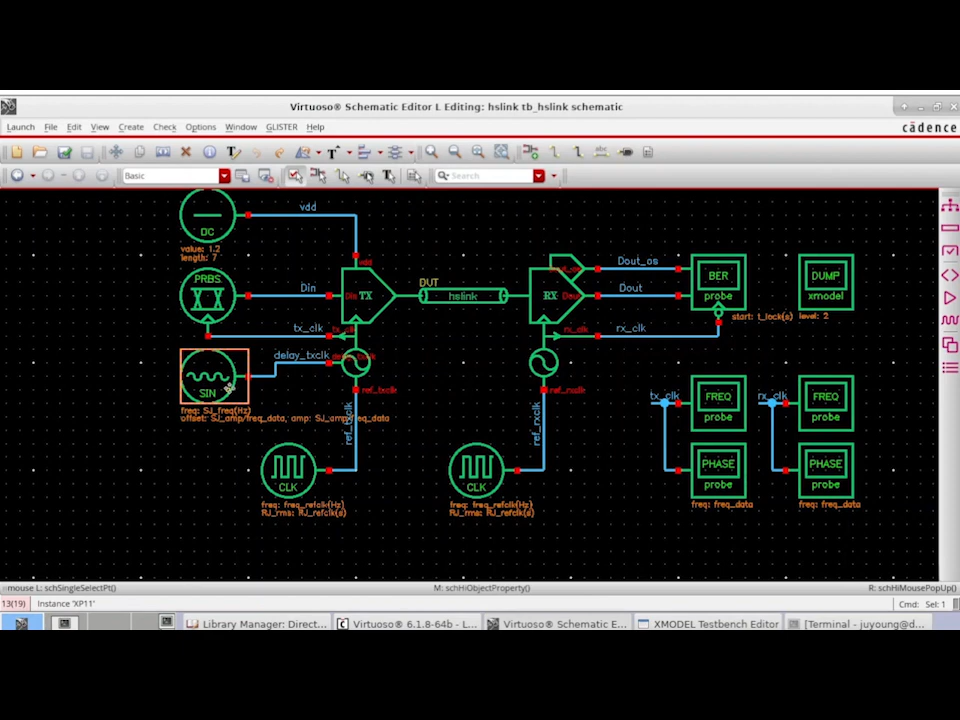 Virtuoso® Schematic Editor L Editing: hslink tb_hslink schematic
Launch File Edit View Create Check Options Window GLISTER Help
cādence
Basic
Search
vdd
DC
value: 1.2
length: 7
vdd
PRBS
Din
Din
TX
DUT
hslink
RX
Dout_os
Dout
BER
probe
DUMP
xmodel
start: t_lock(s)
level: 2
tx_clk
tx_clk
rx_clk
rx_clk
delay_txclk
delay_txclk
SIN
freq: SJ_freq(Hz)
offset: SJ_amp/freq_data, amp: SJ_amp/freq_data
ref_txclk
ref_rxclk
ref_txclk
ref_rxclk
tx_clk
rx_clk
FREQ
probe
FREQ
probe
CLK
CLK
PHASE
probe
PHASE
probe
freq: freq_refclk(Hz)
RJ_rms: RJ_refclk(s)
freq: freq_refclk(Hz)
RJ_rms: RJ_refclk(s)
freq: freq_data
freq: freq_data
mouse L: schSingleSelectPt()
M: schHiObjectProperty()
R: schHiMousePopUp()
13(19)
Instance 'XP11'
Cmd: Sel: 1
Library Manager: Direct...
Virtuoso® 6.1.8-64b - L...
Virtuoso® Schematic E...
XMODEL Testbench Editor
[Terminal - juyoung@d...